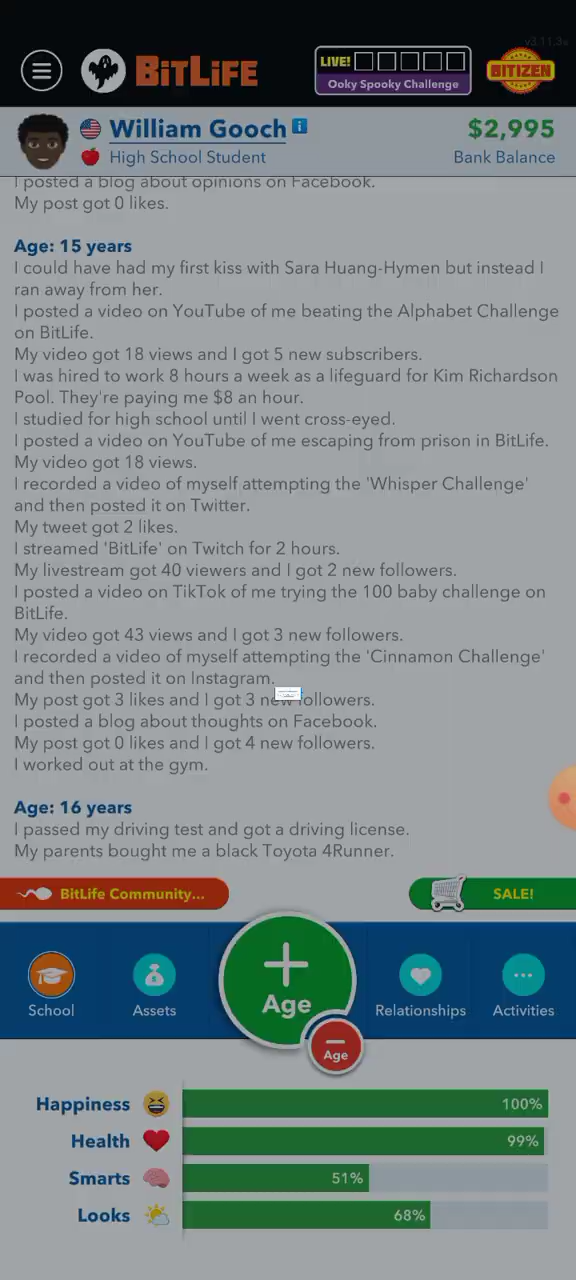 v3.11.3
LIVE!
BITLIFE
Ooky Spooky Challenge
BITIZEN
William Gooch
$2,995
High School Student
Bank Balance
I posted a blog about opinions on Facebook.
My post got 0 likes.
Age: 15 years
I could have had my first kiss with Sara Huang-Hymen but instead I
ran away from her.
I posted a video on YouTube of me beating the Alphabet Challenge
on BitLife.
My video got 18 views and I got 5 new subscribers.
I was hired to work 8 hours a week as a lifeguard for Kim Richardson
Pool. They're paying me $8 an hour.
I studied for high school until I went cross-eyed.
I posted a video on YouTube of me escaping from prison in BitLife.
My video got 18 views.
I recorded a video of myself attempting the 'Whisper Challenge'
and then posted it on Twitter.
My tweet got 2 likes.
I streamed 'BitLife' on Twitch for 2 hours.
My livestream got 40 viewers and I got 2 new followers.
I posted a video on TikTok of me trying the 100 baby challenge on
BitLife.
My video got 43 views and I got 3 new followers.
I recorded a video of myself attempting the 'Cinnamon Challenge'
and then posted it on Instagram.
My post got 3 likes and I got 3 new followers.
I posted a blog about thoughts on Facebook.
My post got 0 likes and I got 4 new followers.
I worked out at the gym.
Age: 16 years
I passed my driving test and got a driving license.
My parents bought me a black Toyota 4Runner.
BitLife Community...
SALE!
School
Assets
Age
Relationships
Activities
Age
Happiness
100%
Health
99%
Smarts
51%
Looks
68%